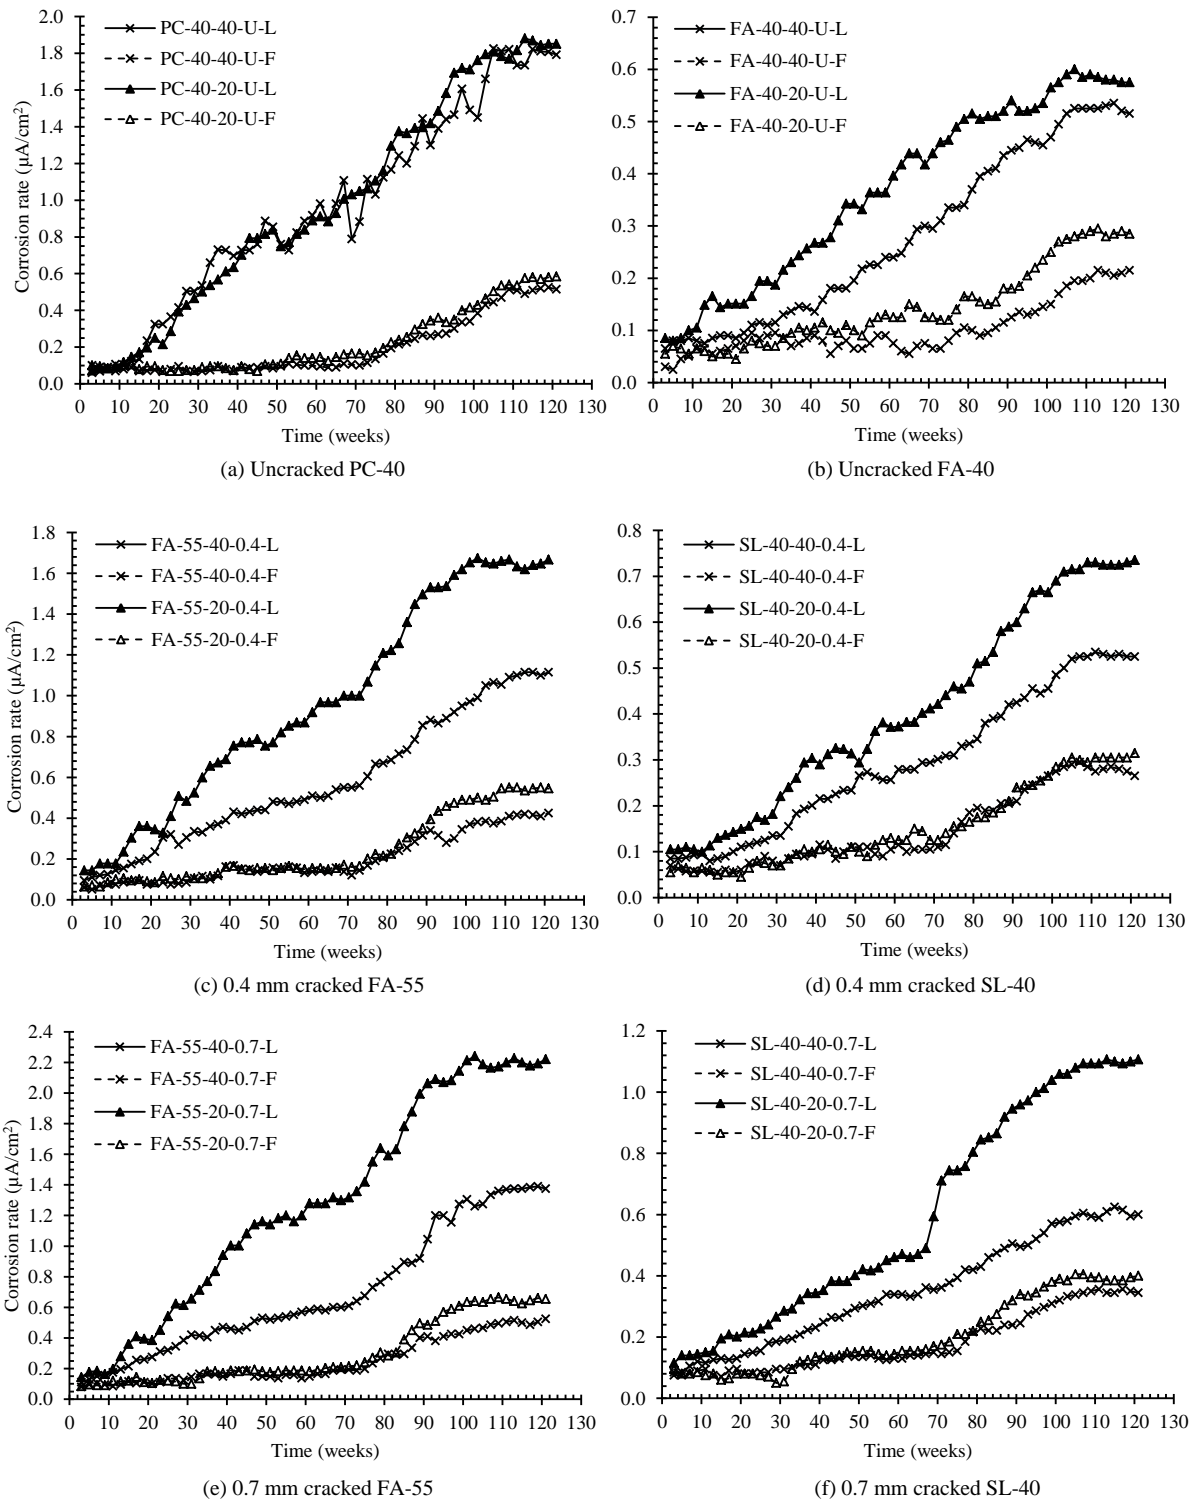 PC-40-40-U-L
PC-40-40-U-F
PC-40-20-U-L
PC-40-20-U-F
Corrosion rate (µA/cm²)
2.0
1.8
1.6
1.4
1.2
1.0
0.8
0.6
0.4
0.2
0.0
0 10 20 30 40 50 60 70 80 90 100 110 120 130
Time (weeks)
(a) Uncracked PC-40
FA-40-40-U-L
FA-40-40-U-F
FA-40-20-U-L
FA-40-20-U-F
0.7
0.6
0.5
0.4
0.3
0.2
0.1
0.0
0 10 20 30 40 50 60 70 80 90 100 110 120 130
Time (weeks)
(b) Uncracked FA-40
FA-55-40-0.4-L
FA-55-40-0.4-F
FA-55-20-0.4-L
FA-55-20-0.4-F
Corrosion rate (µA/cm²)
1.8
1.6
1.4
1.2
1.0
0.8
0.6
0.4
0.2
0.0
0 10 20 30 40 50 60 70 80 90 100 110 120 130
Time (weeks)
(c) 0.4 mm cracked FA-55
SL-40-40-0.4-L
SL-40-40-0.4-F
SL-40-20-0.4-L
SL-40-20-0.4-F
0.8
0.7
0.6
0.5
0.4
0.3
0.2
0.1
0.0
0 10 20 30 40 50 60 70 80 90 100 110 120 130
Time (weeks)
(d) 0.4 mm cracked SL-40
FA-55-40-0.7-L
FA-55-40-0.7-F
FA-55-20-0.7-L
FA-55-20-0.7-F
Corrosion rate (µA/cm²)
2.4
2.2
2.0
1.8
1.6
1.4
1.2
1.0
0.8
0.6
0.4
0.2
0.0
0 10 20 30 40 50 60 70 80 90 100 110 120 130
Time (weeks)
(e) 0.7 mm cracked FA-55
SL-40-40-0.7-L
SL-40-40-0.7-F
SL-40-20-0.7-L
SL-40-20-0.7-F
1.2
1.0
0.8
0.6
0.4
0.2
0.0
0 10 20 30 40 50 60 70 80 90 100 110 120 130
Time (weeks)
(f) 0.7 mm cracked SL-40